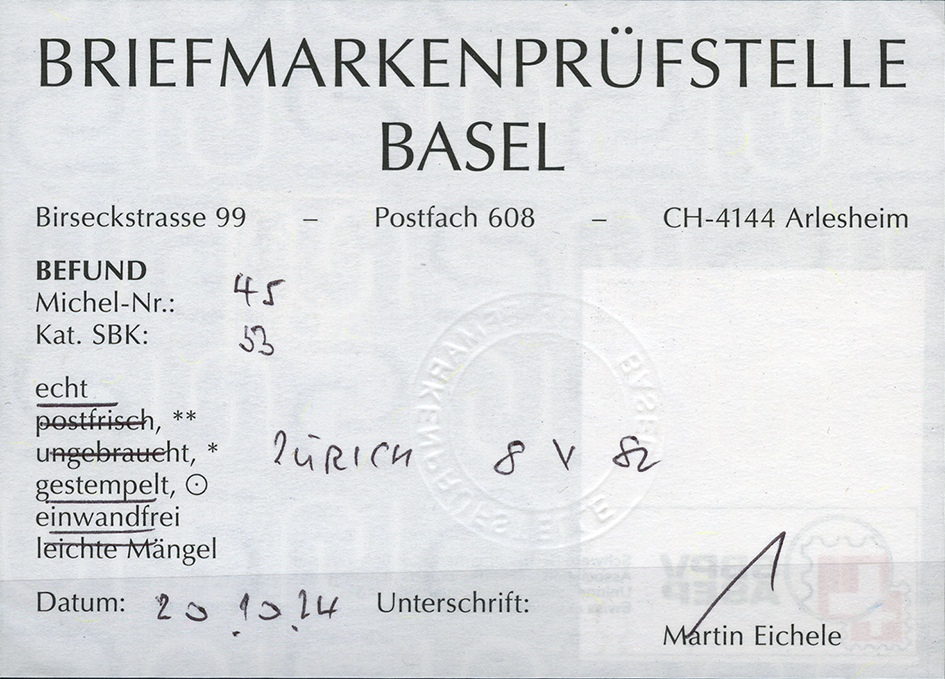 BRIEFMARKENPRÜFSTELLE
BASEL
Birseckstrasse 99 – Postfach 608 – CH-4144 Arlesheim
BEFUND
Michel-Nr.: 45
Kat. SBK: 53
echt
postfrisch, **
ungebraucht, *
ZÜRICH 8 V 82
gestempelt, ⊙
einwandfrei
leichte Mängel
Datum: 20.10.24 Unterschrift:
Martin Eichele